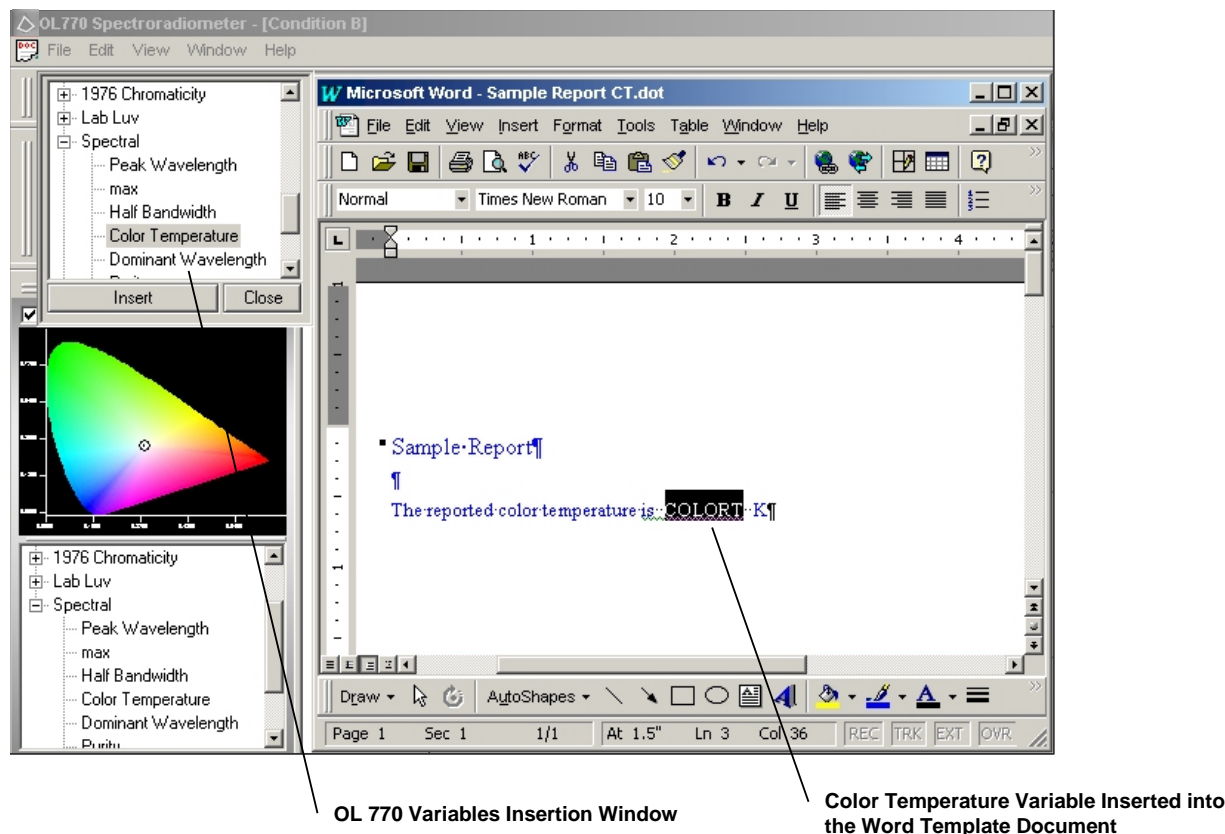 OL770 Spectroradiometer - [Condition B]
File Edit View Window Help
1976 Chromaticity
Lab Luv
Spectral
Peak Wavelength
max
Half Bandwidth
Color Temperature
Dominant Wavelength
Insert Close
Microsoft Word - Sample Report CT.dot
File Edit View Insert Format Tools Table Window Help
Normal Times New Roman 10 B I U
1 2 3 4
Sample·Report¶
¶
The·reported·color·temperature·is··COLORT··K¶
1976 Chromaticity
Lab Luv
Spectral
Peak Wavelength
max
Half Bandwidth
Color Temperature
Dominant Wavelength
Purity
Draw AutoShapes
Page 1 Sec 1 1/1 At 1.5" Ln 3 Col 36 REC TRK EXT OVR
OL 770 Variables Insertion Window
Color Temperature Variable Inserted into
the Word Template Document